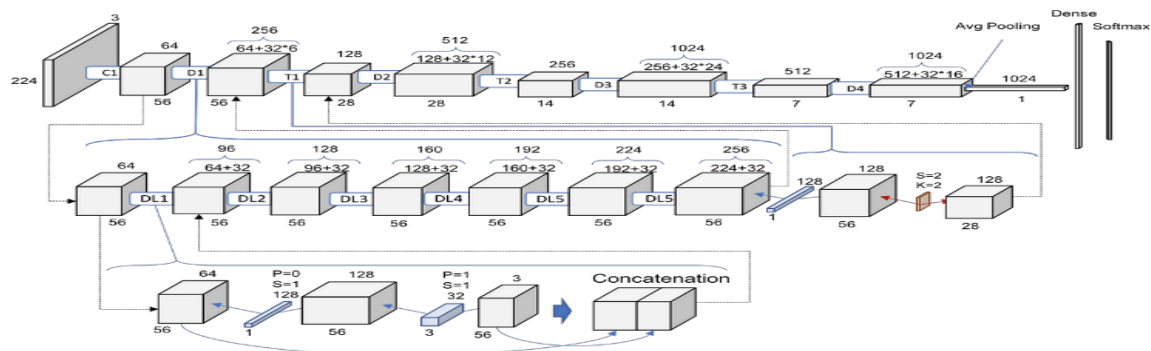 3
224
C1
64
56
D1
256
64+32*6
56
T1
128
28
D2
512
128+32*12
28
T2
256
14
D3
1024
256+32*24
14
T3
512
7
D4
1024
512+32*16
7
Avg Pooling
1024
1
Dense
Softmax
64
56
DL1
96
64+32
56
DL2
128
96+32
56
DL3
160
128+32
56
DL4
192
160+32
56
DL5
224
192+32
56
DL5
256
224+32
56
128
1
128
56
S=2
K=2
128
28
64
56
P=0
S=1
128
1
128
56
P=1
S=1
32
3
3
56
Concatenation